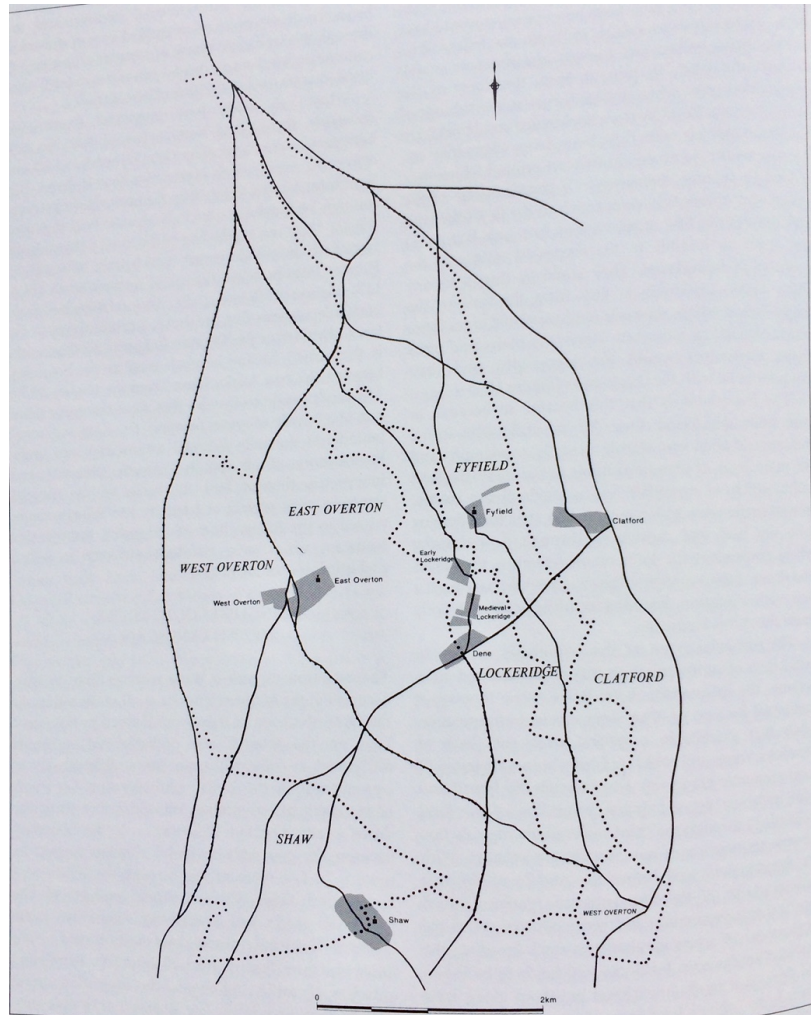 FYFIELD
EAST OVERTON
Fyfield
Clatford
Early
Lockeridge
WEST OVERTON
East Overton
West Overton
Medieval
Lockeridge
Dene
LOCKERIDGE
CLATFORD
SHAW
WEST OVERTON
Shaw
0
2km